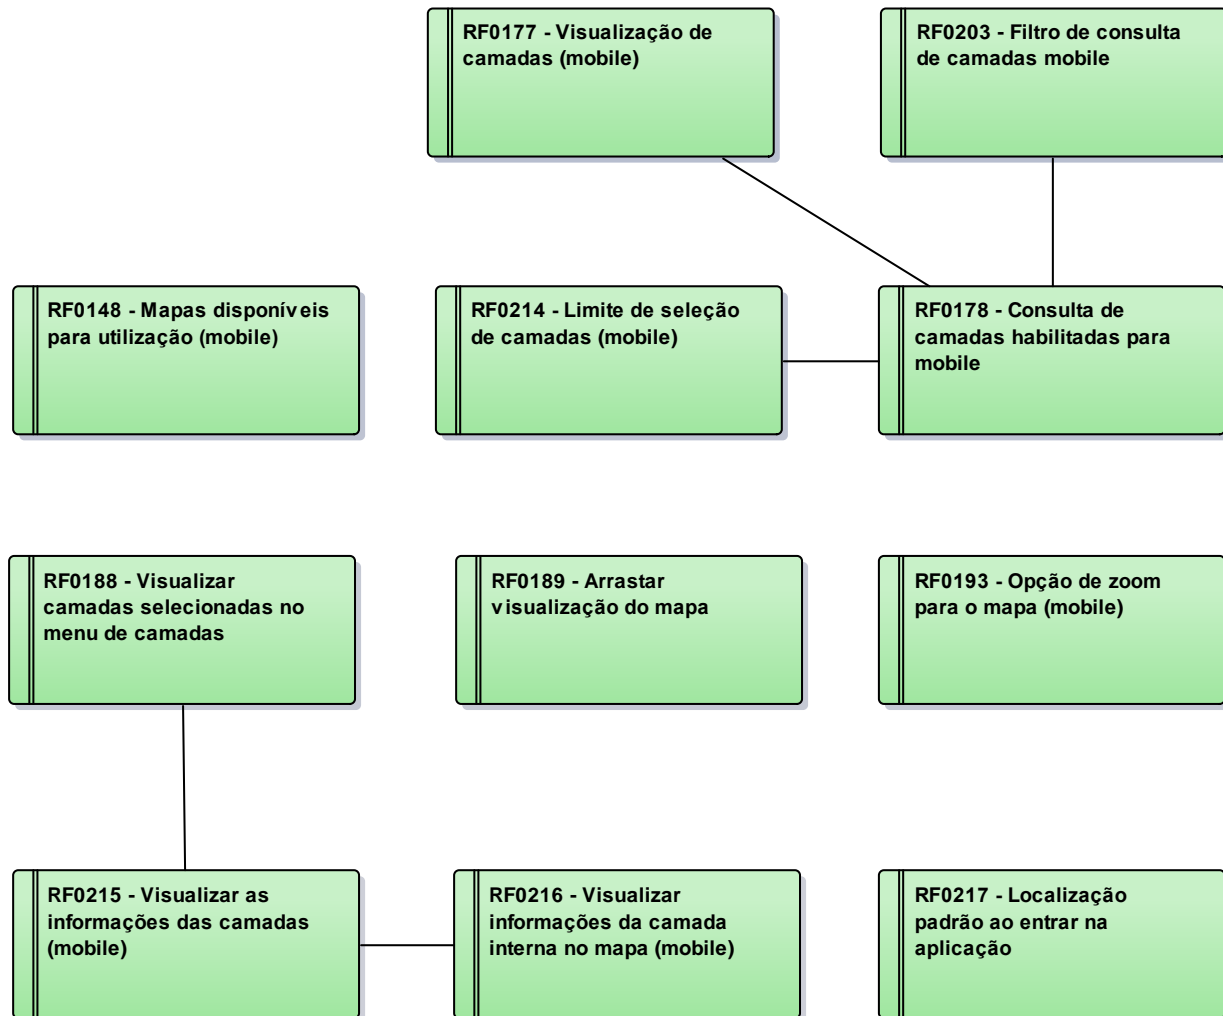 RF0177 - Visualização de
camadas (mobile)
RF0203 - Filtro de consulta
de camadas mobile
RF0148 - Mapas disponíveis
para utilização (mobile)
RF0214 - Limite de seleção
de camadas (mobile)
RF0178 - Consulta de
camadas habilitadas para
mobile
RF0188 - Visualizar
camadas selecionadas no
menu de camadas
RF0189 - Arrastar
visualização do mapa
RF0193 - Opção de zoom
para o mapa (mobile)
RF0215 - Visualizar as
informações das camadas
(mobile)
RF0216 - Visualizar
informações da camada
interna no mapa (mobile)
RF0217 - Localização
padrão ao entrar na
aplicação